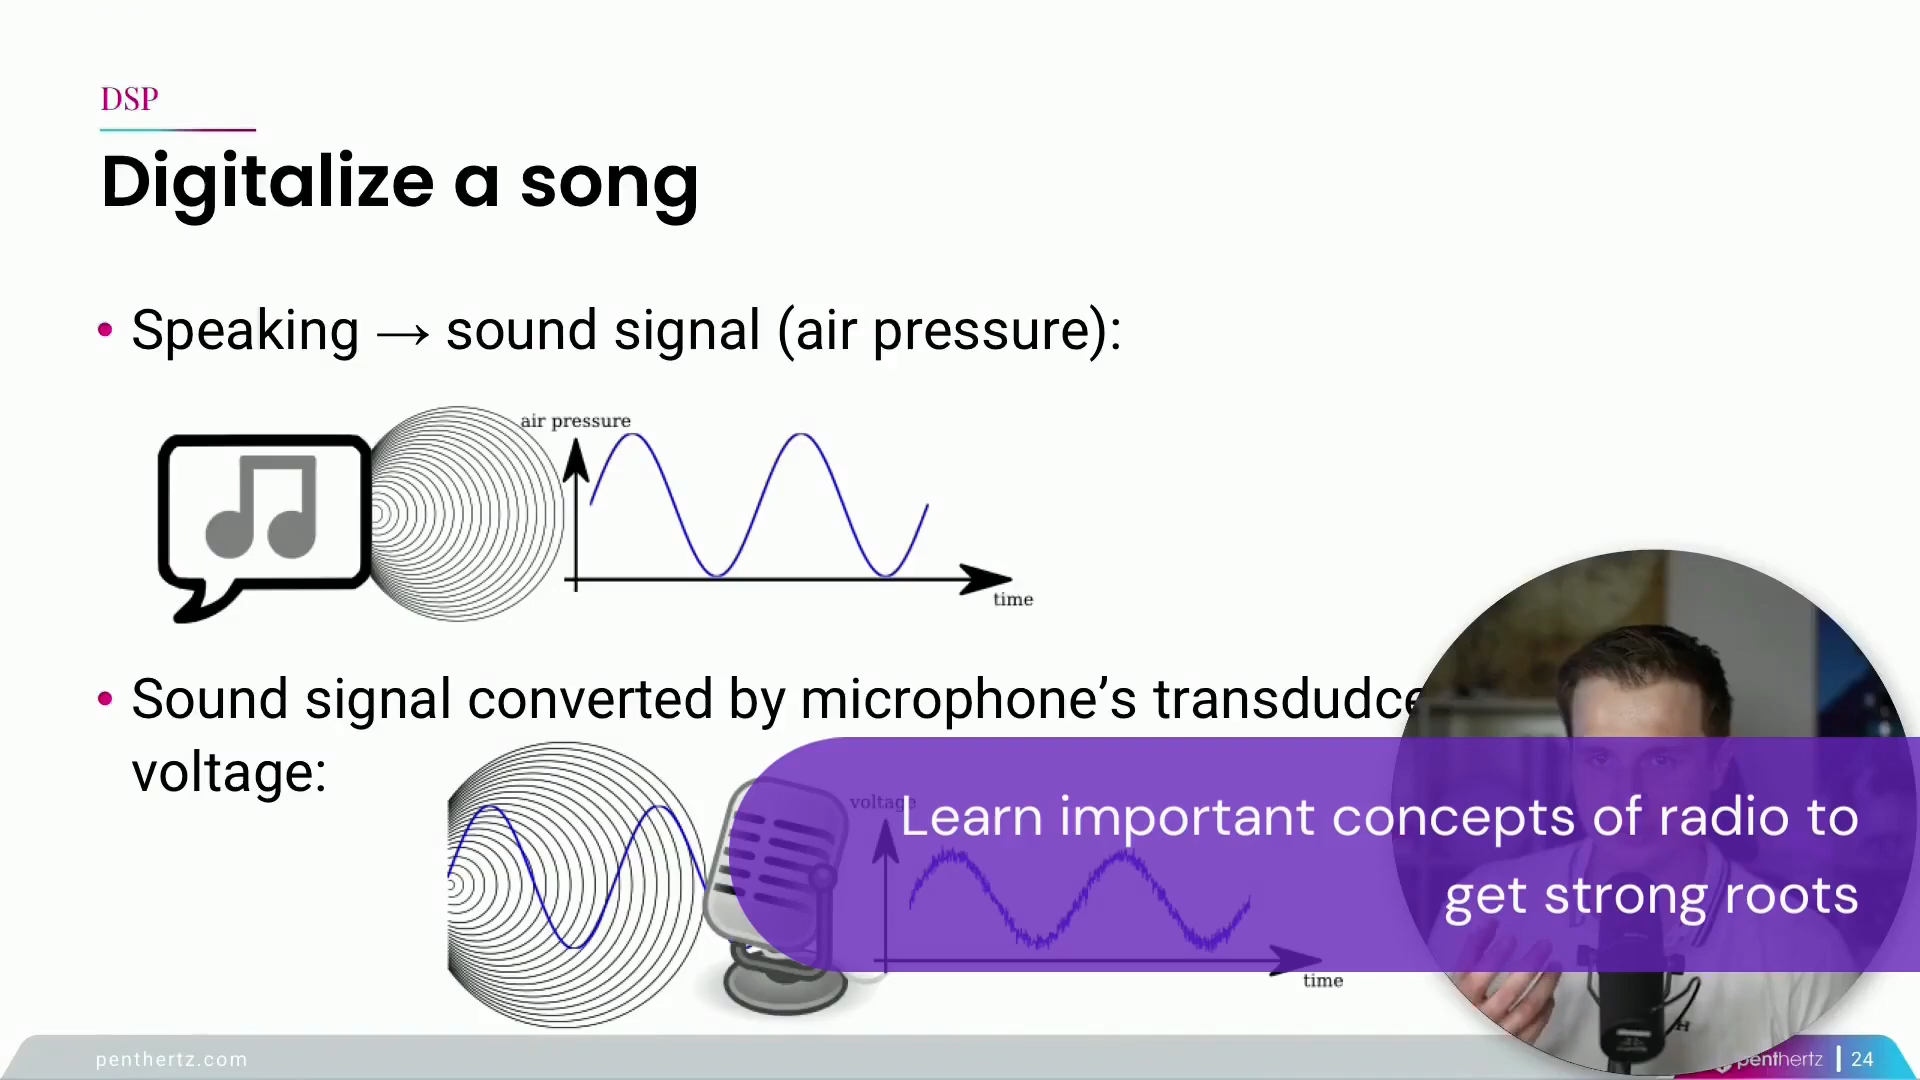 DSP
Digitalize a song
• Speaking → sound signal (air pressure):
air pressure
time
• Sound signal converted by microphone’s
voltage:
voltage
Learn important concepts of radio to
get strong roots
time
penthertz.com
penthertz | 24